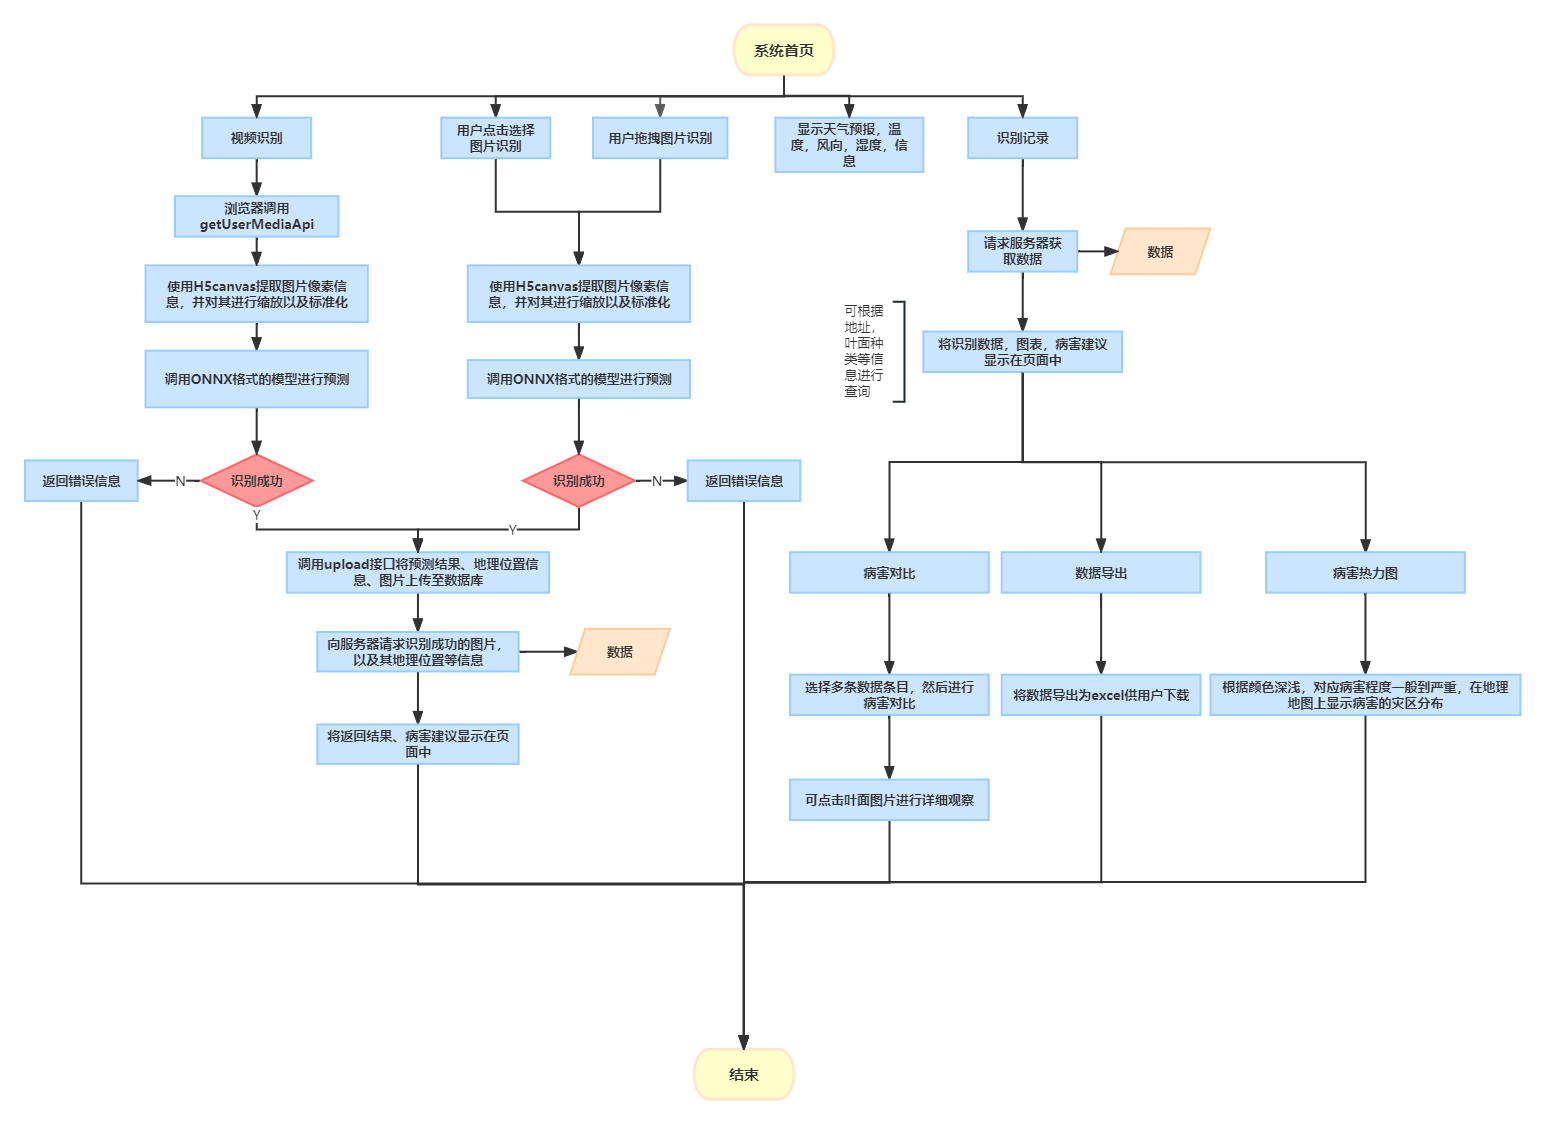 系统首页
视频识别
用户点击选择
图片识别
用户拖拽图片识别
显示天气预报，温
度，风向，湿度，信
息
识别记录
浏览器调用
getUserMediaApi
请求服务器获
取数据
数据
使用H5canvas提取图片像素信
息，并对其进行缩放以及标准化
使用H5canvas提取图片像素信
息，并对其进行缩放以及标准化
可根据
地址，
叶面种
类等信
息进行
查询
将识别数据，图表，病害建议
显示在页面中
调用ONNX格式的模型进行预测
调用ONNX格式的模型进行预测
返回错误信息
N
识别成功
识别成功
N
返回错误信息
Y
Y
调用upload接口将预测结果、地理位置信
息、图片上传至数据库
病害对比
数据导出
病害热力图
向服务器请求识别成功的图片，
以及其地理位置等信息
数据
选择多条数据条目，然后进行
病害对比
将数据导出为excel供用户下载
根据颜色深浅，对应病害程度一般到严重，在地理
地图上显示病害的灾区分布
将返回结果、病害建议显示在页
面中
可点击叶面图片进行详细观察
结束